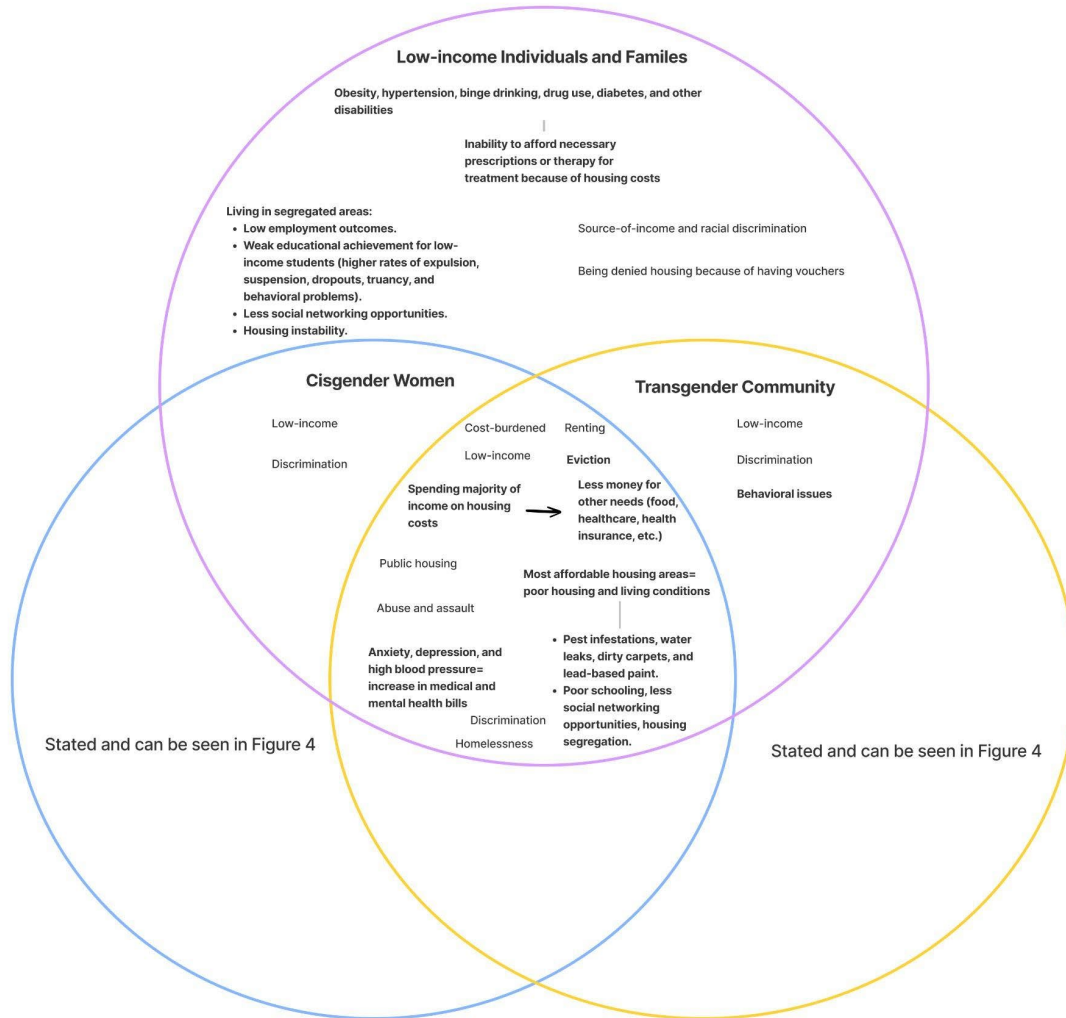 Low-income Individuals and Familes
Obesity, hypertension, binge drinking, drug use, diabetes, and other
disabilities
Inability to afford necessary
prescriptions or therapy for
treatment because of housing costs
Living in segregated areas:
• Low employment outcomes.
• Weak educational achievement for low-
income students (higher rates of expulsion,
suspension, dropouts, truancy, and
behavioral problems).
• Less social networking opportunities.
• Housing instability.
Source-of-income and racial discrimination
Being denied housing because of having vouchers
Cisgender Women
Low-income
Discrimination
Transgender Community
Low-income
Discrimination
Behavioral issues
Cost-burdened
Renting
Low-income
Eviction
Spending majority of
income on housing
costs
Less money for
other needs (food,
healthcare, health
insurance, etc.)
Public housing
Most affordable housing areas=
poor housing and living conditions
Abuse and assault
Anxiety, depression, and
high blood pressure=
increase in medical and
mental health bills
• Pest infestations, water
leaks, dirty carpets, and
lead-based paint.
• Poor schooling, less
social networking
opportunities, housing
segregation.
Discrimination
Homelessness
Stated and can be seen in Figure 4
Stated and can be seen in Figure 4